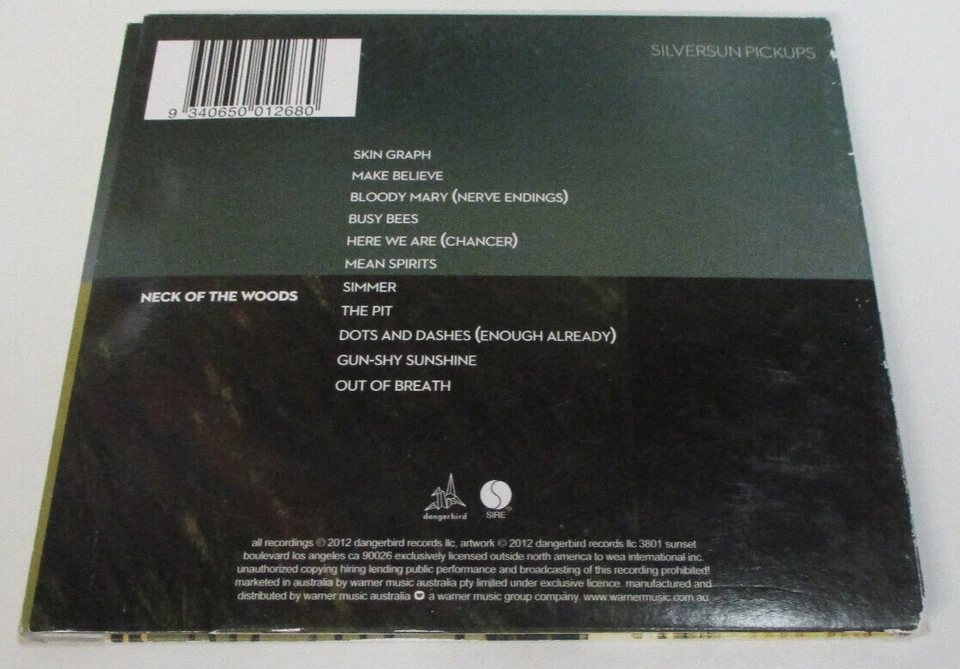 SILVERSUN PICKUPS
9 340650 012680
SKIN GRAPH
MAKE BELIEVE
BLOODY MARY (NERVE ENDINGS)
BUSY BEES
HERE WE ARE (CHANCER)
MEAN SPIRITS
NECK OF THE WOODS
SIMMER
THE PIT
DOTS AND DASHES (ENOUGH ALREADY)
GUN-SHY SUNSHINE
OUT OF BREATH
dangerbird
SIRE
all recordings ℗ 2012 dangerbird records llc, artwork © 2012 dangerbird records llc 3801 sunset
boulevard los angeles ca 90026 exclusively licensed outside north america to wea international inc.
unauthorized copying hiring lending public performance and broadcasting of this recording prohibited!
marketed in australia by warner music australia pty limited under exclusive licence. manufactured and
distributed by warner music australia a warner music group company. www.warnermusic.com.au